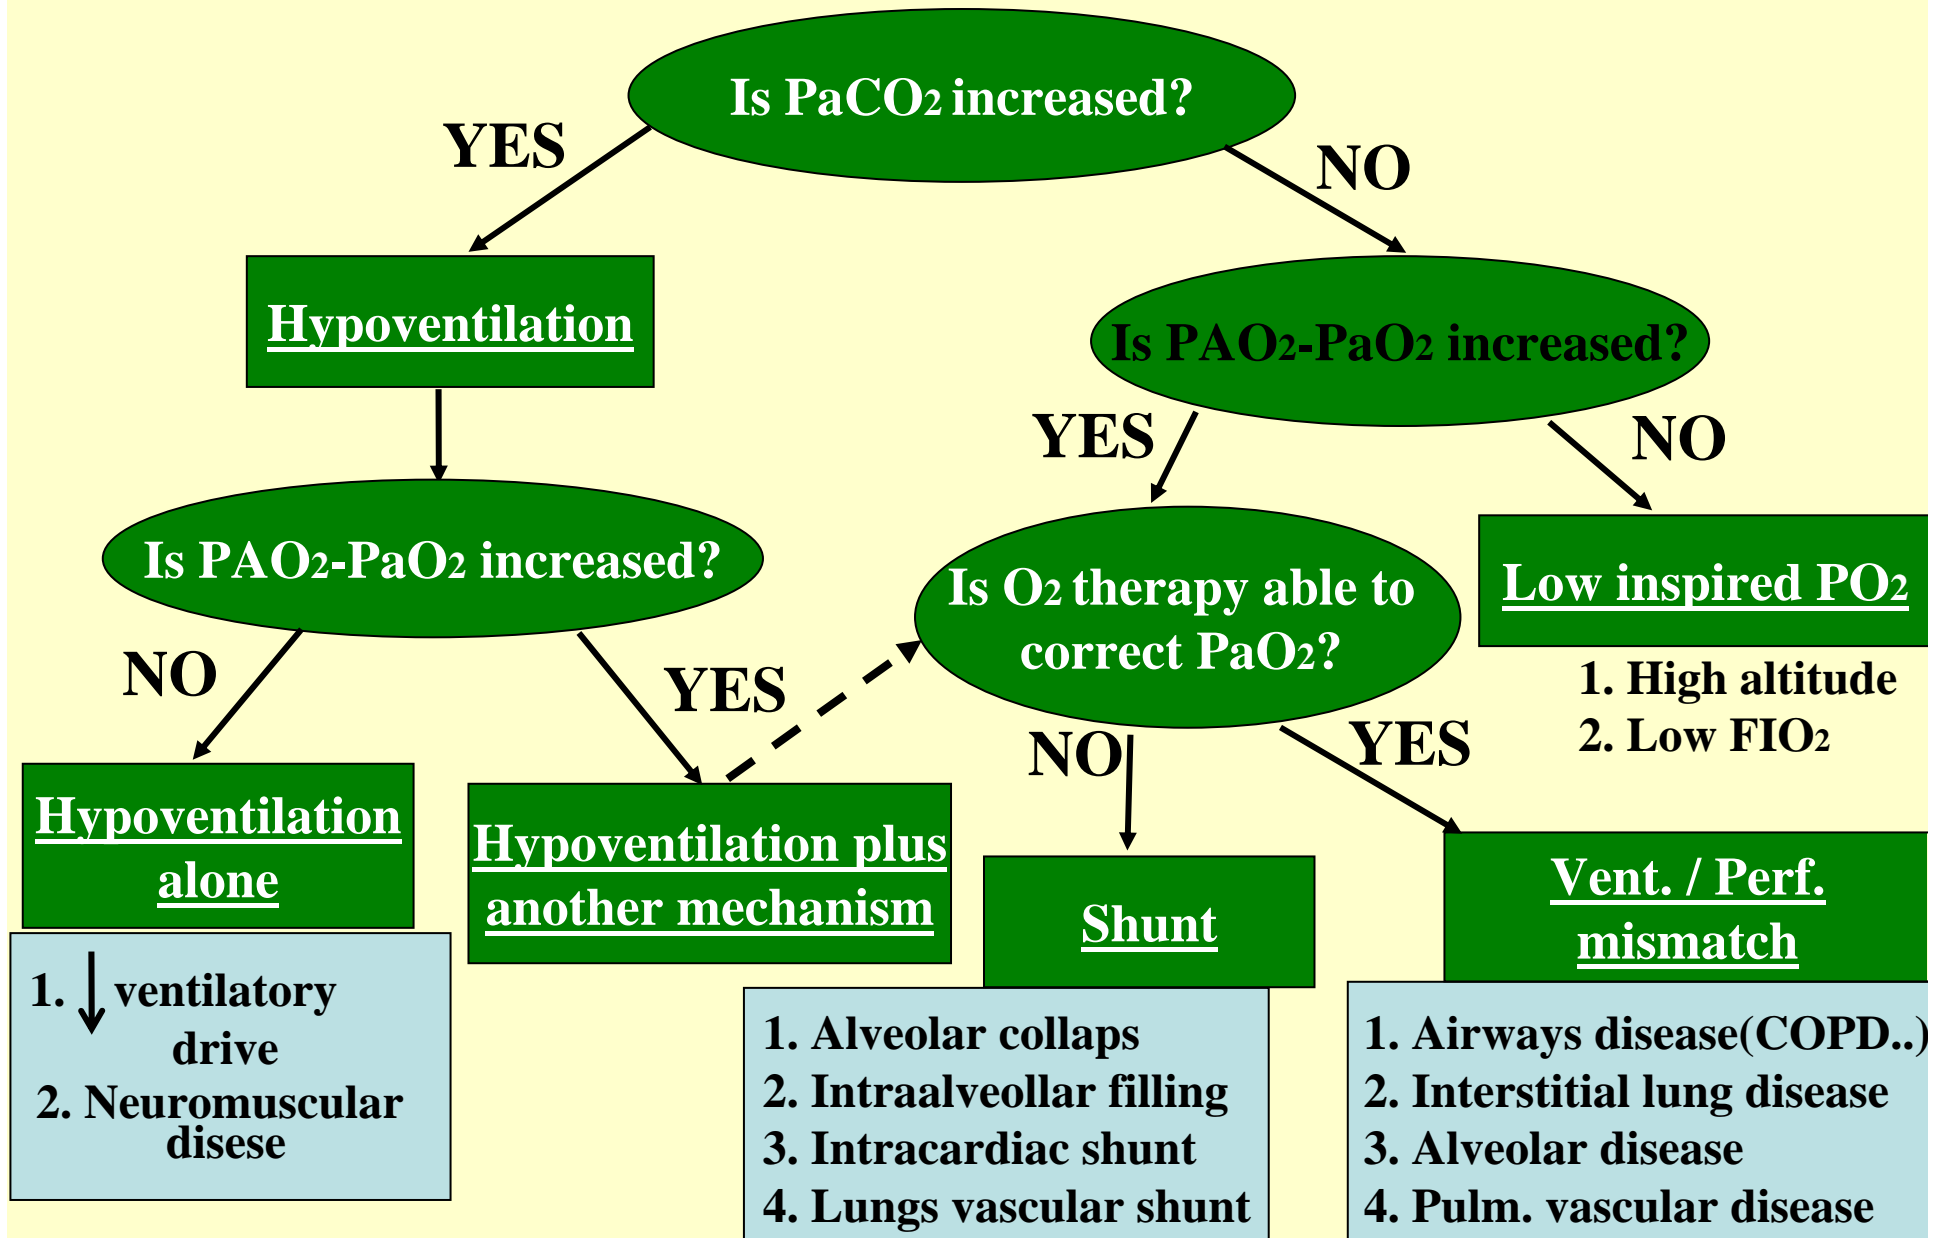 Is PaCO2 increased?
YES
NO
Hypoventilation
Is PAO2-PaO2 increased?
YES
NO
Is PAO2-PaO2 increased?
Is O2 therapy able to
correct PaO2?
Low inspired PO2
1. High altitude
2. Low FIO2
NO
YES
NO
YES
Hypoventilation
alone
Hypoventilation plus
another mechanism
Shunt
Vent. / Perf.
mismatch
1. ↓ ventilatory
drive
2. Neuromuscular
disese
1. Alveolar collaps
2. Intraalveollar filling
3. Intracardiac shunt
4. Lungs vascular shunt
1. Airways disease(COPD..)
2. Interstitial lung disease
3. Alveolar disease
4. Pulm. vascular disease